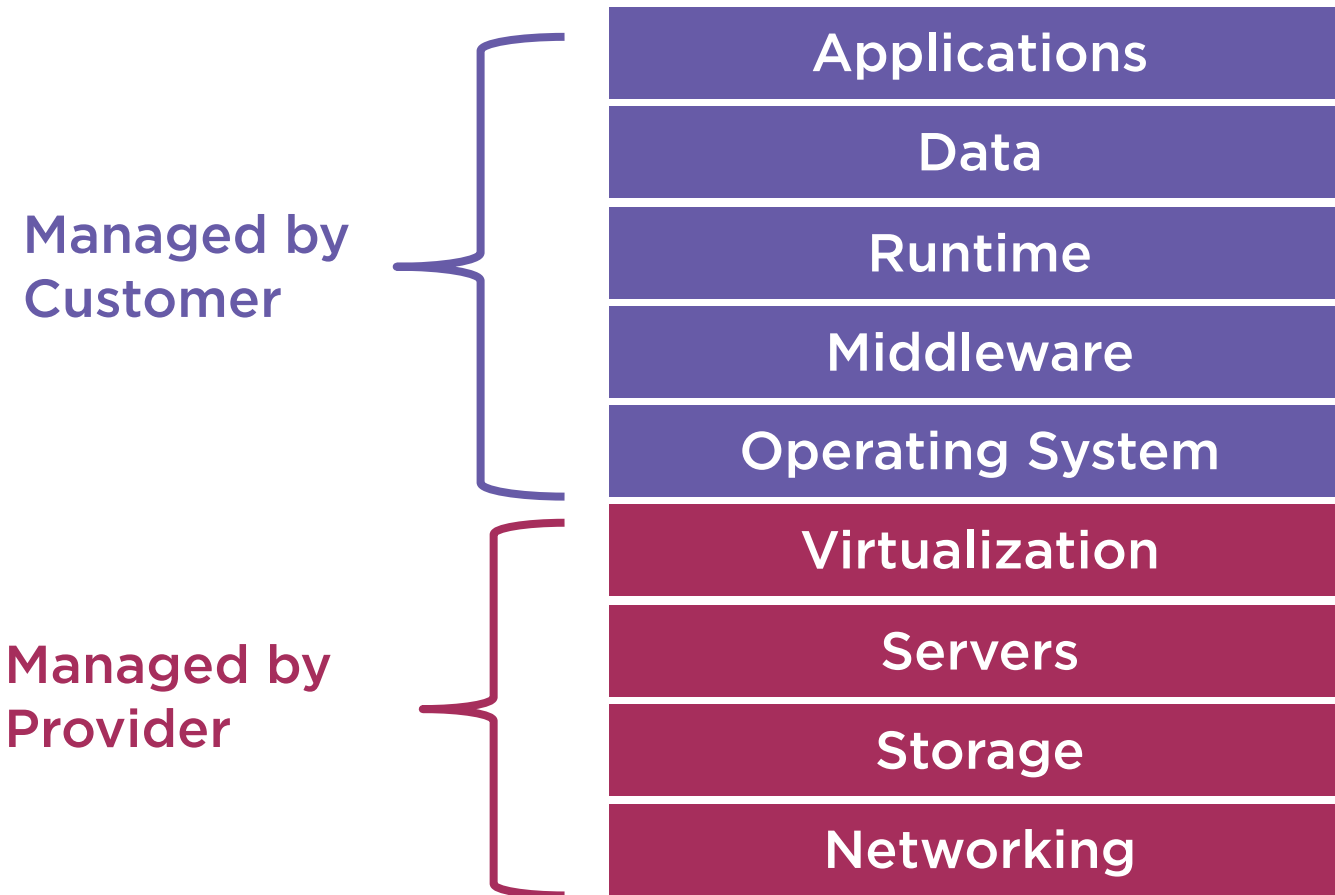 Applications
Data
Runtime
Middleware
Operating System
Managed by
Customer
Virtualization
Servers
Storage
Networking
Managed by
Provider